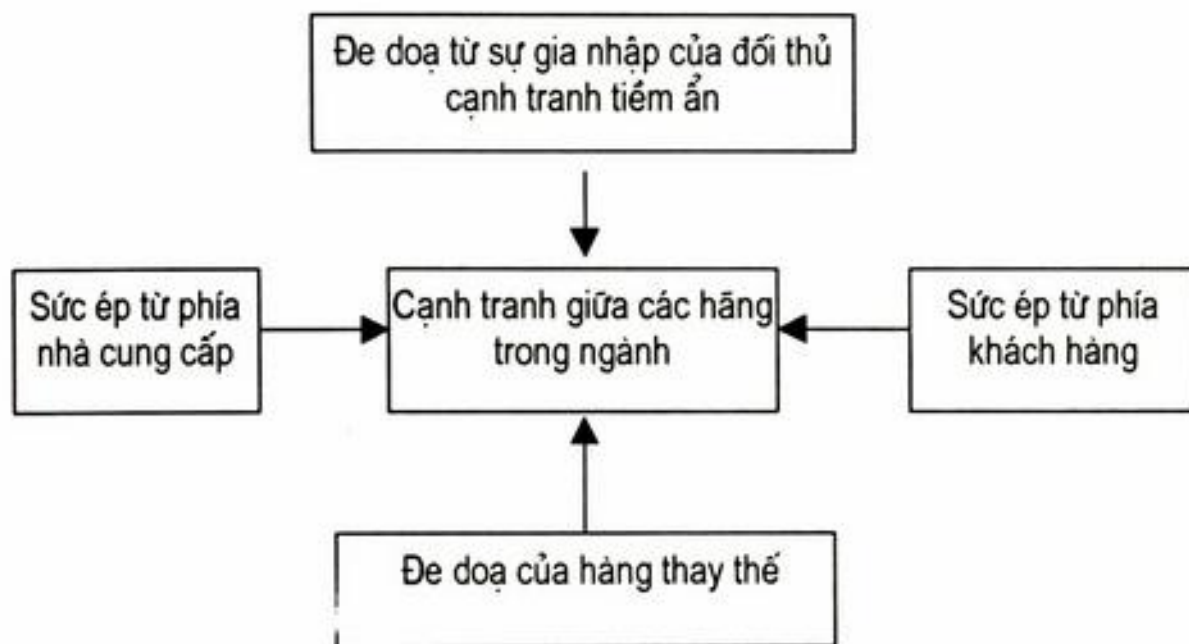 Đe doạ từ sự gia nhập của đối thủ
cạnh tranh tiềm ẩn
Sức ép từ phía
nhà cung cấp
Cạnh tranh giữa các hãng
trong ngành
Sức ép từ phía
khách hàng
Đe doạ của hàng thay thế